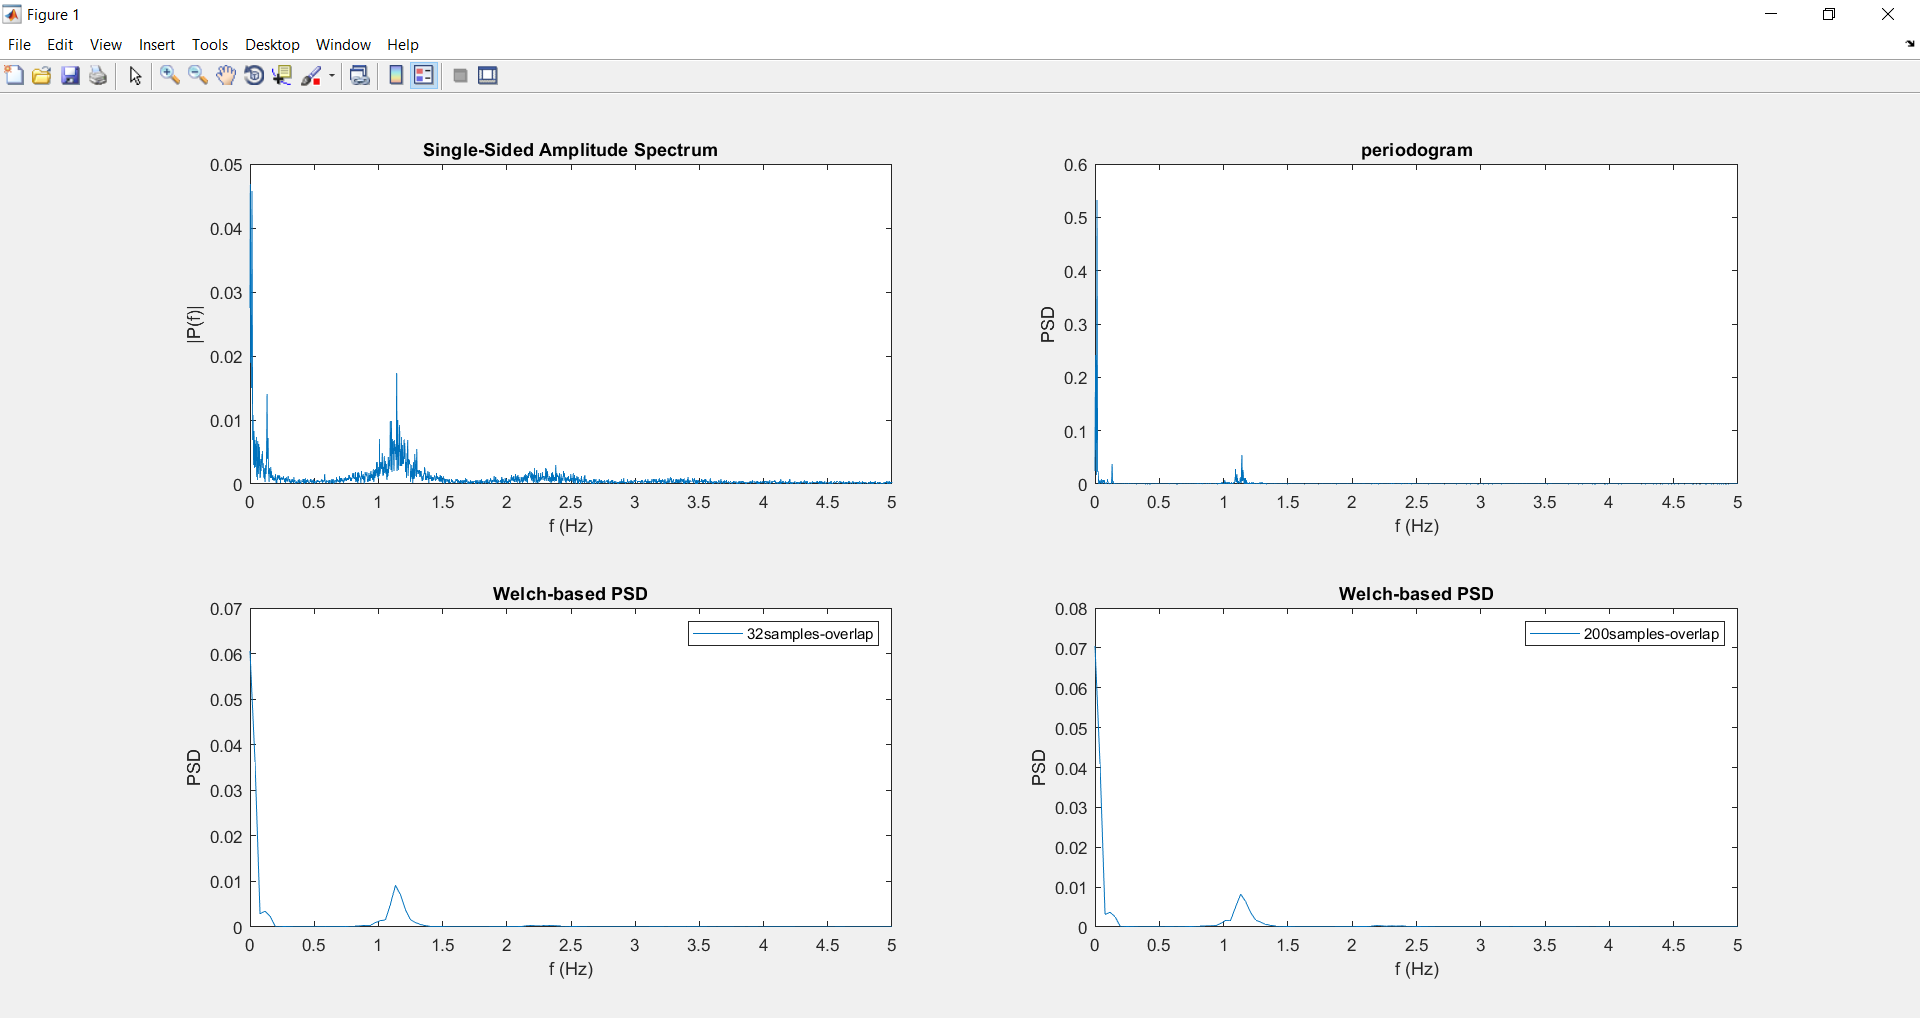 Figure 1
File Edit View Insert Tools Desktop Window Help
Single-Sided Amplitude Spectrum
0.05
0.04
0.03
0.02
0.01
0
|P(f)|
0 0.5 1 1.5 2 2.5 3 3.5 4 4.5 5
f (Hz)
periodogram
0.6
0.5
0.4
0.3
0.2
0.1
0
PSD
0 0.5 1 1.5 2 2.5 3 3.5 4 4.5 5
f (Hz)
Welch-based PSD
0.07
0.06
0.05
0.04
0.03
0.02
0.01
0
PSD
32samples-overlap
0 0.5 1 1.5 2 2.5 3 3.5 4 4.5 5
f (Hz)
Welch-based PSD
0.08
0.07
0.06
0.05
0.04
0.03
0.02
0.01
0
PSD
200samples-overlap
0 0.5 1 1.5 2 2.5 3 3.5 4 4.5 5
f (Hz)